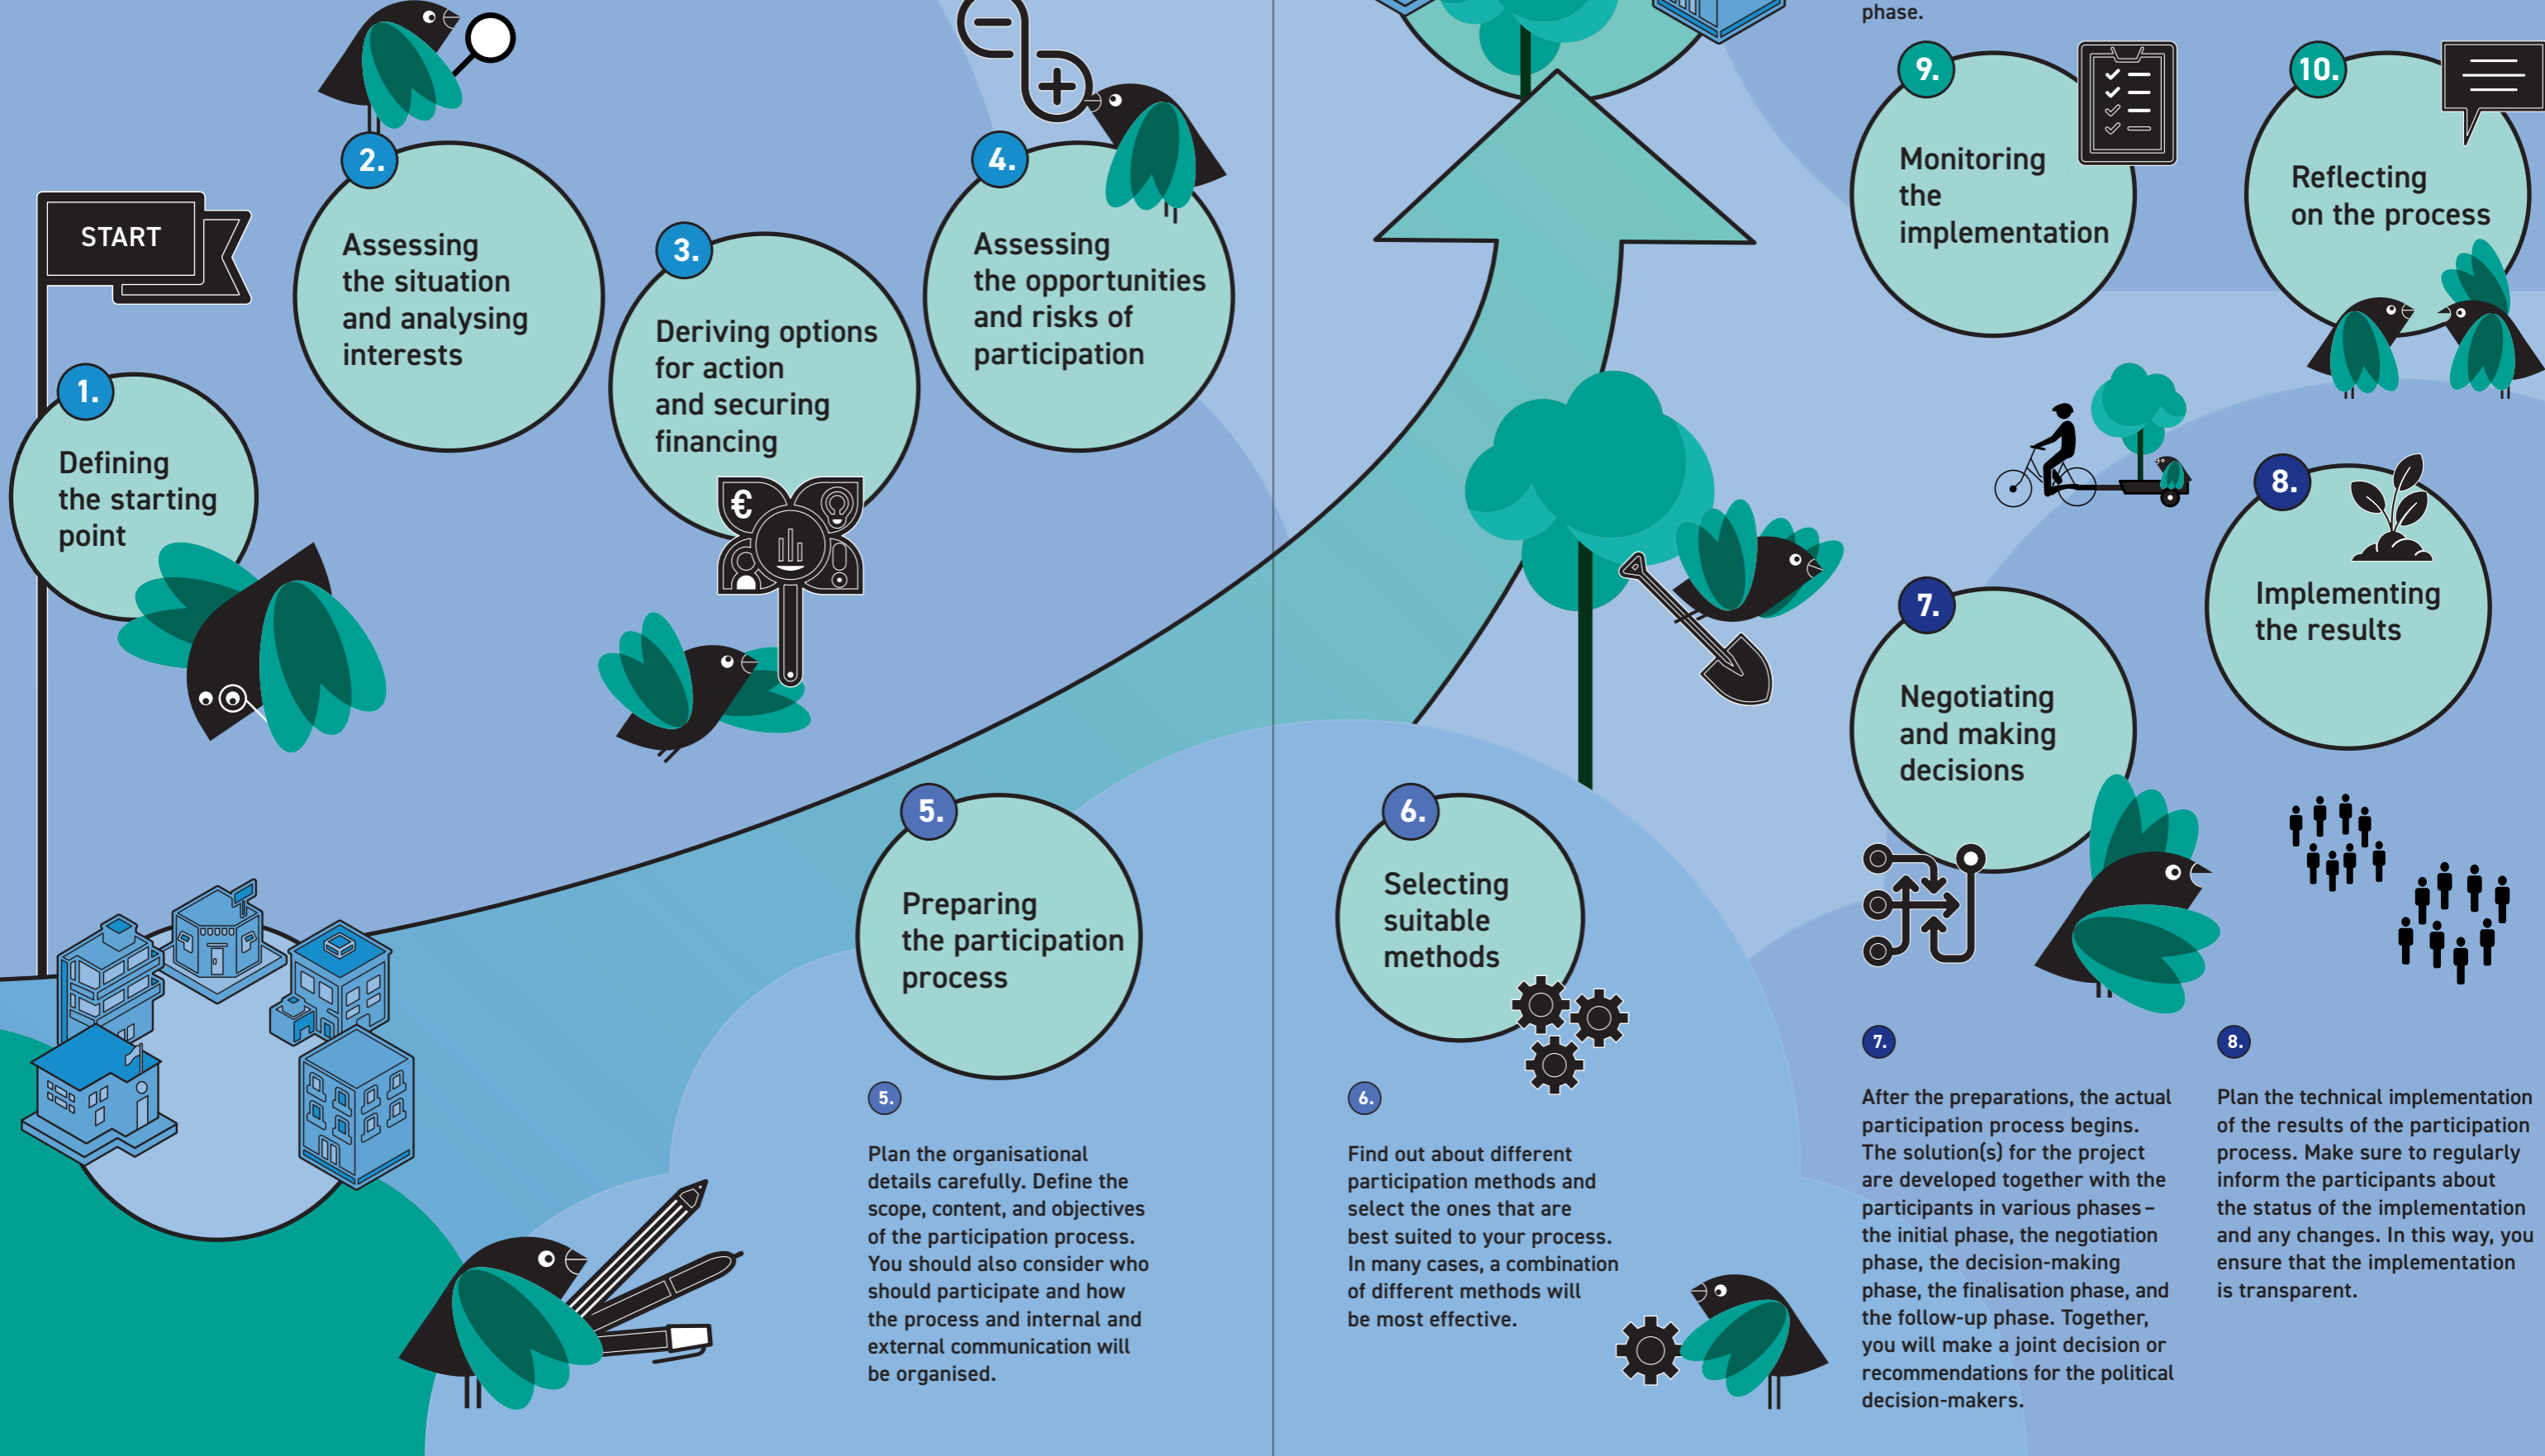 START
1.
Defining
the starting
point
2.
Assessing
the situation
and analysing
interests
3.
Deriving options
for action
and securing
financing
€
4.
Assessing
the opportunities
and risks of
participation
5.
Preparing
the participation
process
5.
Plan the organisational
details carefully. Define the
scope, content, and objectives
of the participation process.
You should also consider who
should participate and how
the process and internal and
external communication will
be organised.
6.
Selecting
suitable
methods
6.
Find out about different
participation methods and
select the ones that are
best suited to your process.
In many cases, a combination
of different methods will
be most effective.
phase.
9.
Monitoring
the
implementation
10.
Reflecting
on the process
7.
Negotiating
and making
decisions
8.
Implementing
the results
7.
After the preparations, the actual
participation process begins.
The solution(s) for the project
are developed together with the
participants in various phases –
the initial phase, the negotiation
phase, the decision-making
phase, the finalisation phase, and
the follow-up phase. Together,
you will make a joint decision or
recommendations for the political
decision-makers.
8.
Plan the technical implementation
of the results of the participation
process. Make sure to regularly
inform the participants about
the status of the implementation
and any changes. In this way, you
ensure that the implementation
is transparent.